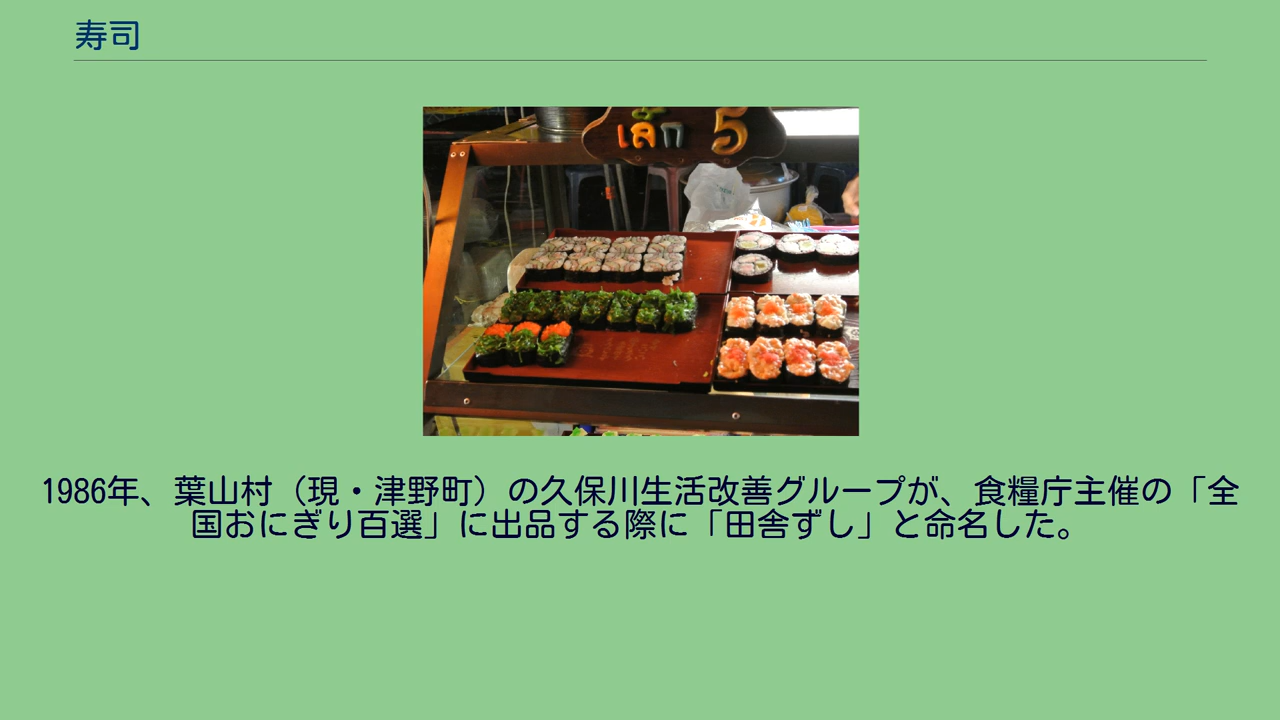 寿司
เล็ก 5
1986年、葉山村（現・津野町）の久保川生活改善グループが、食糧庁主催の「全
国おにぎり百選」に出品する際に「田舎ずし」と命名した。